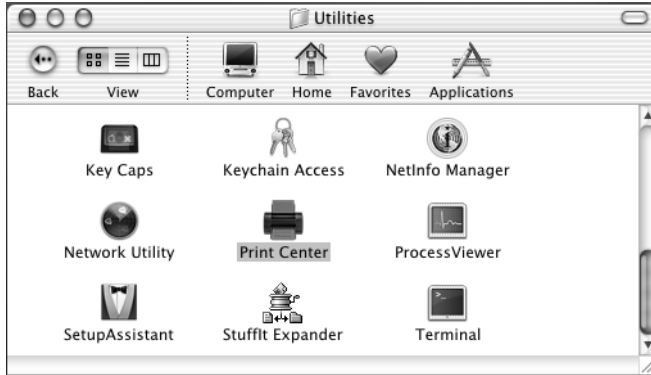 Utilities
Back View Computer Home Favorites Applications
Key Caps Keychain Access NetInfo Manager
Network Utility Print Center ProcessViewer
SetupAssistant StuffIt Expander Terminal